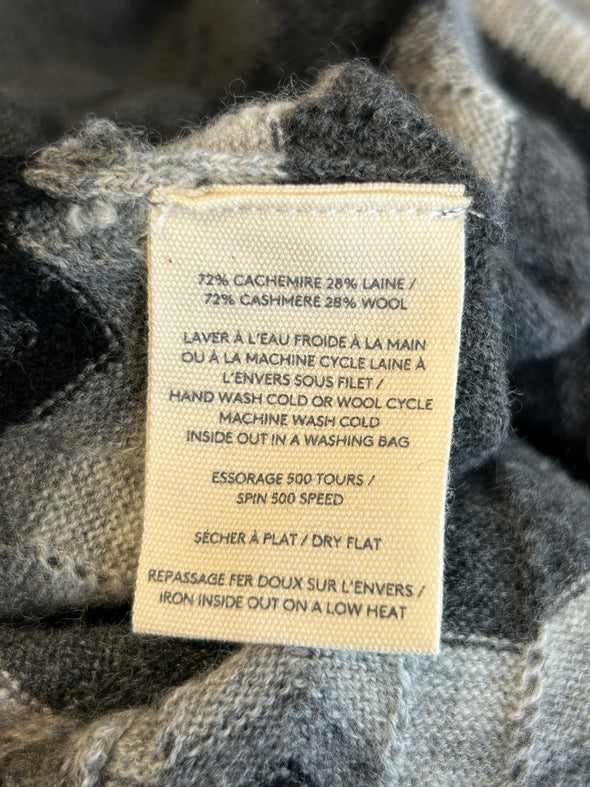 72% CACHEMIRE 28% LAINE /
72% CASHMERE 28% WOOL
LAVER À L'EAU FROIDE À LA MAIN
OU À LA MACHINE CYCLE LAINE À
L'ENVERS SOUS FILET /
HAND WASH COLD OR WOOL CYCLE
MACHINE WASH COLD
INSIDE OUT IN A WASHING BAG
ESSORAGE 500 TOURS /
SPIN 500 SPEED
SÉCHER À PLAT / DRY FLAT
REPASSAGE FER DOUX SUR L'ENVERS /
IRON INSIDE OUT ON A LOW HEAT